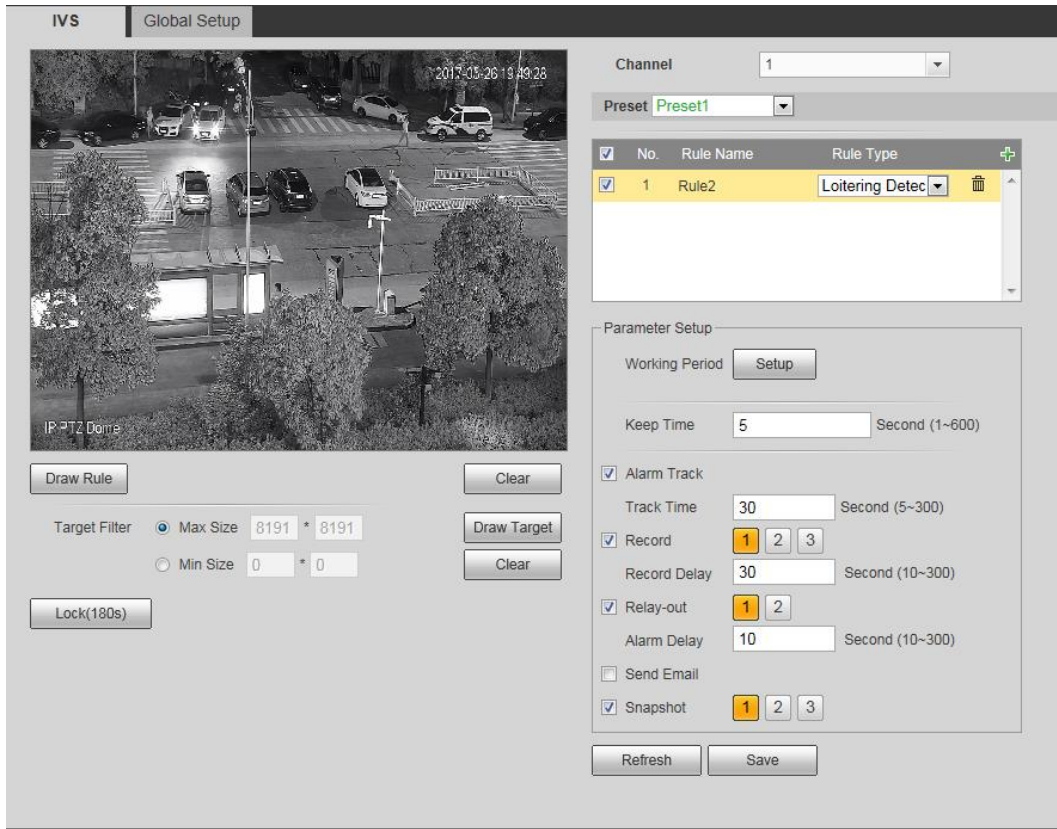 IVS Global Setup
2017-05-26 19:49:28
IR PTZ Dome
Draw Rule Clear
Target Filter Max Size 8191 * 8191 Draw Target
Min Size 0 * 0 Clear
Lock(180s)
Channel 1
Preset Preset1
No. Rule Name Rule Type
1 Rule2 Loitering Detec
Parameter Setup
Working Period Setup
Keep Time 5 Second (1~600)
Alarm Track
Track Time 30 Second (5~300)
Record 1 2 3
Record Delay 30 Second (10~300)
Relay-out 1 2
Alarm Delay 10 Second (10~300)
Send Email
Snapshot 1 2 3
Refresh Save